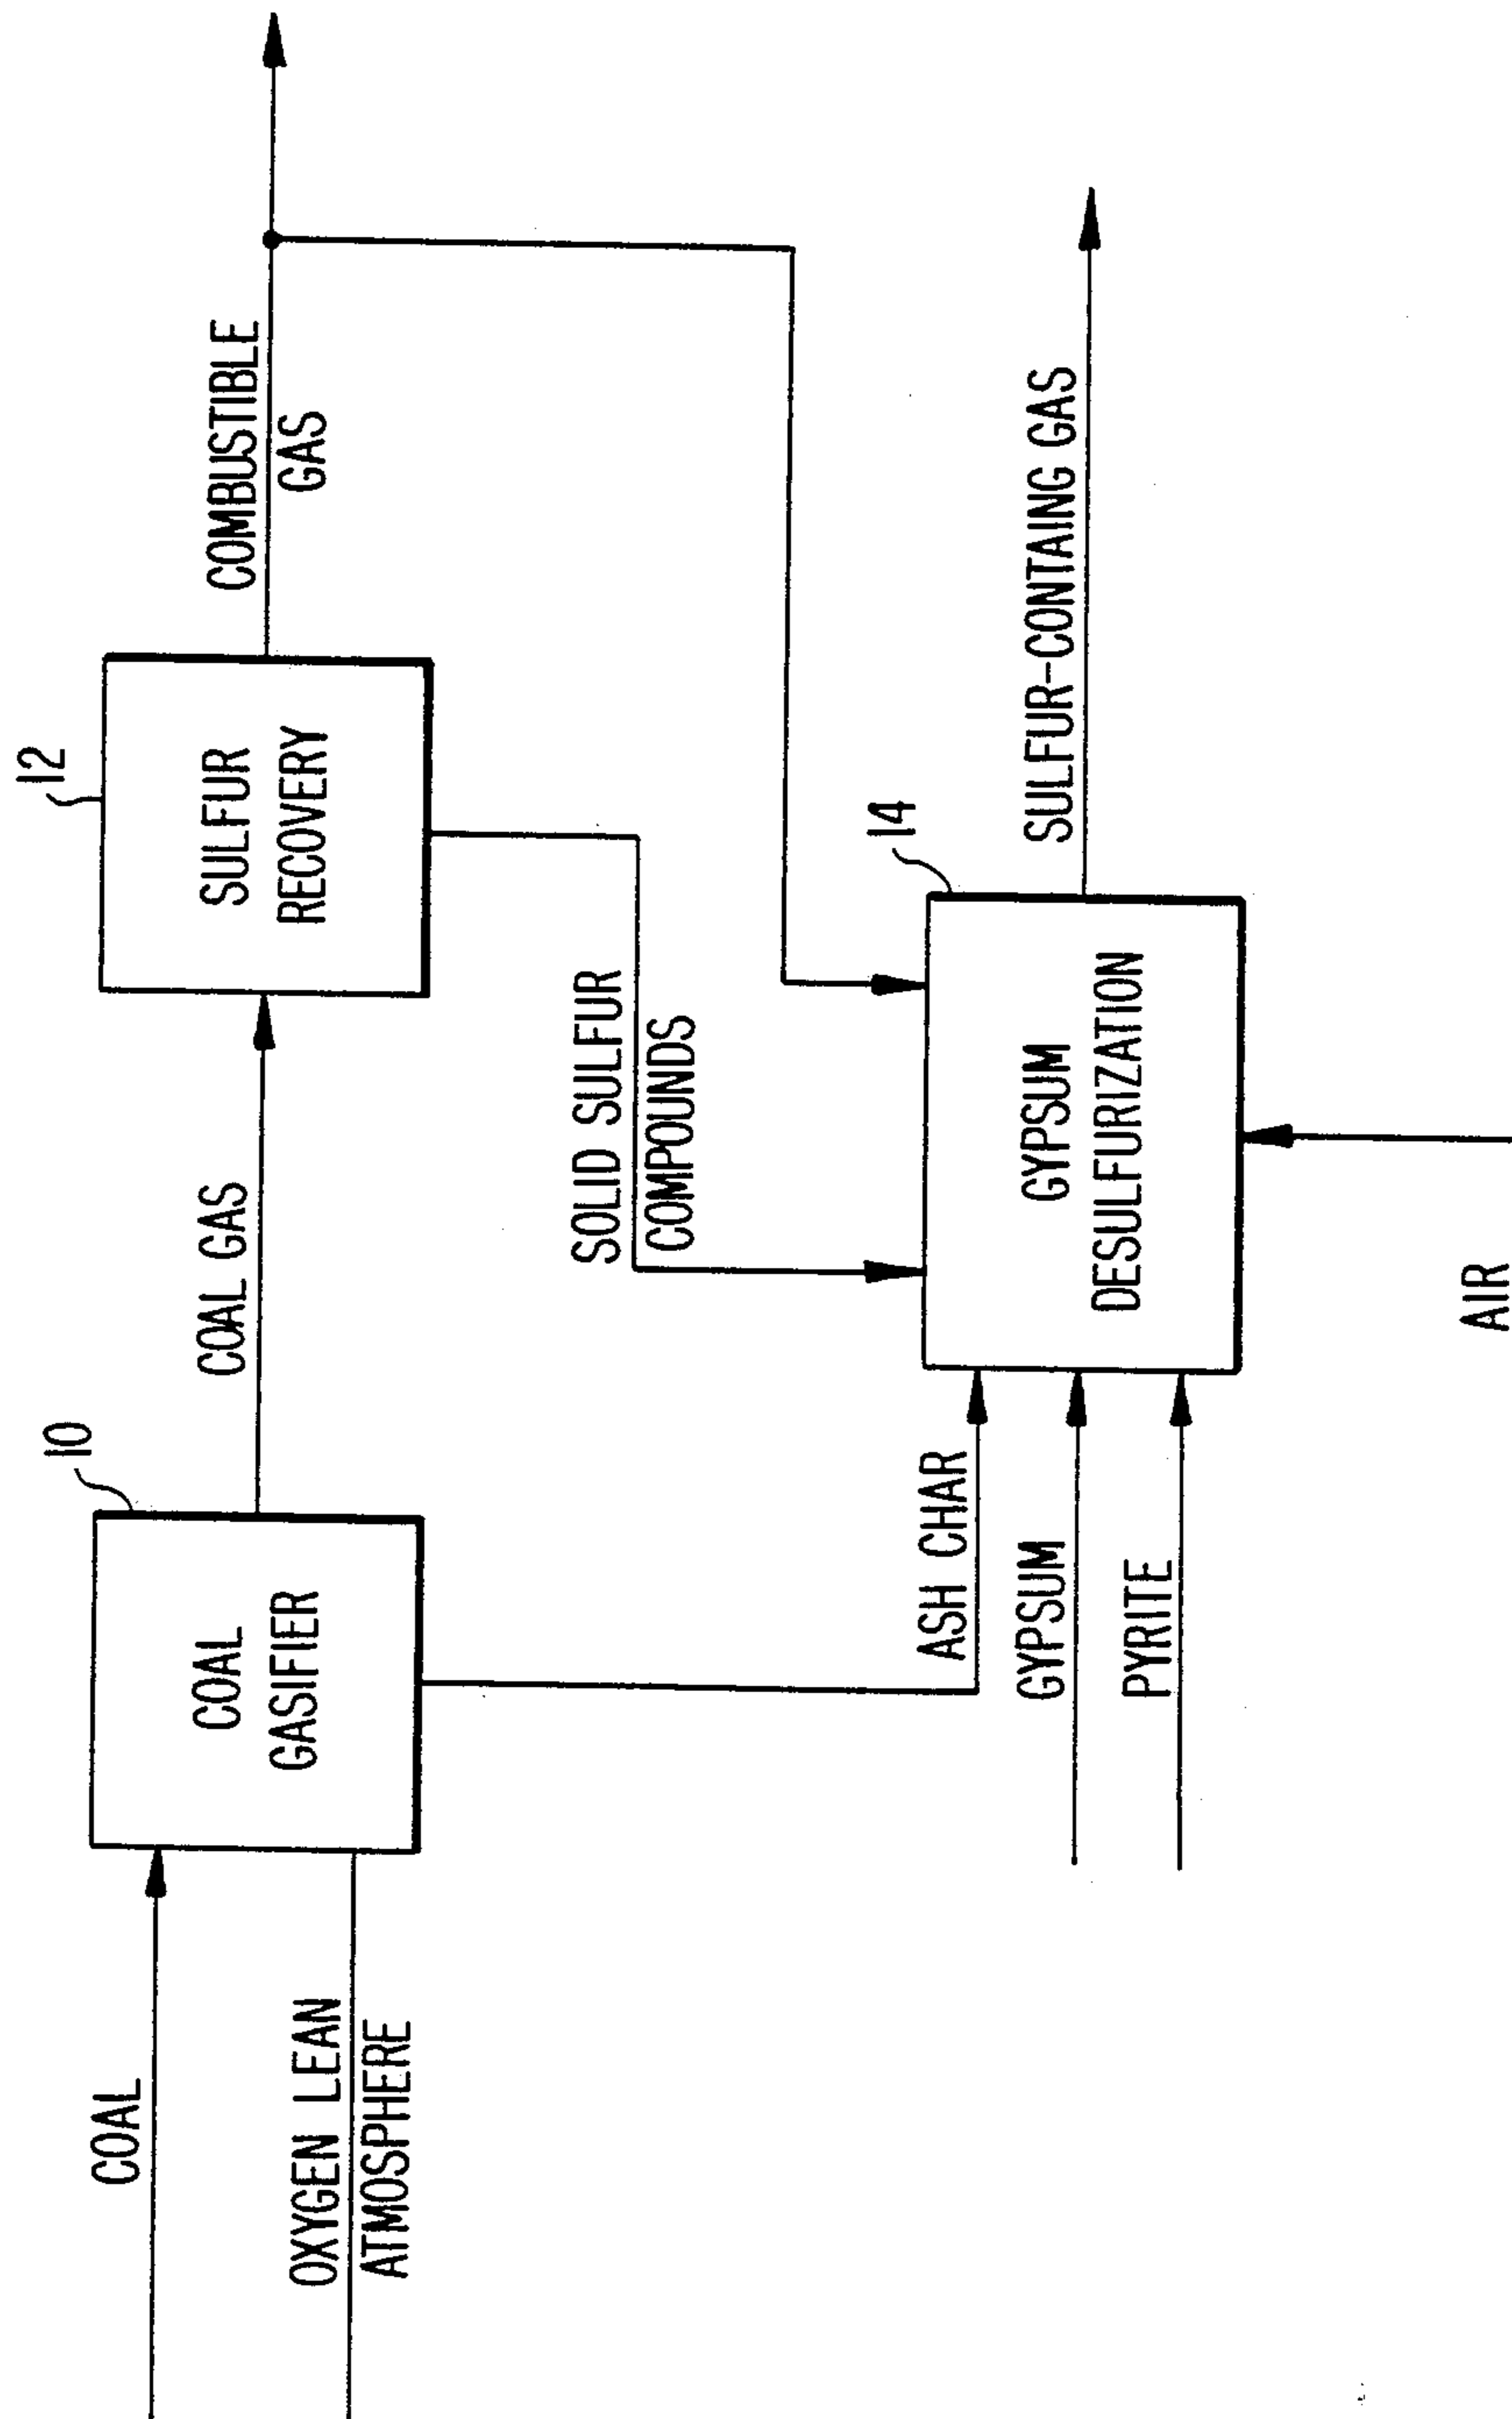 COAL
OXYGEN LEAN
ATMOSPHERE
10
COAL
GASIFIER
COAL GAS
12
SULFUR
RECOVERY
COMBUSTIBLE
GAS
SOLID SULFUR
COMPOUNDS
ASH CHAR
GYPSUM
PYRITE
14
GYPSUM
DESULFURIZATION
SULFUR-CONTAING GAS
AIR